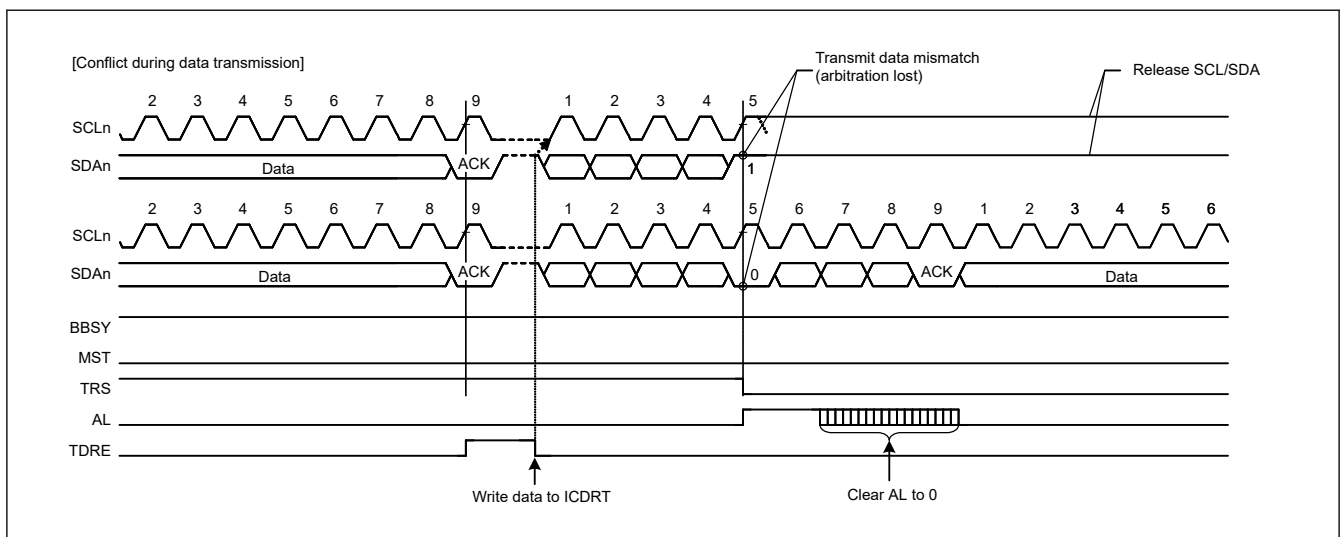 [Conflict during data transmission]
Transmit data mismatch
(arbitration lost)
Release SCL/SDA
2 3 4 5 6 7 8 9 1 2 3 4 5
SCLn
SDAn
Data ACK 1
2 3 4 5 6 7 8 9 1 2 3 4 5 6 7 8 9 1 2 3 4 5 6
SCLn
SDAn
Data ACK 0 ACK Data
BBSY
MST
TRS
AL
TDRE
Write data to ICDRT
Clear AL to 0